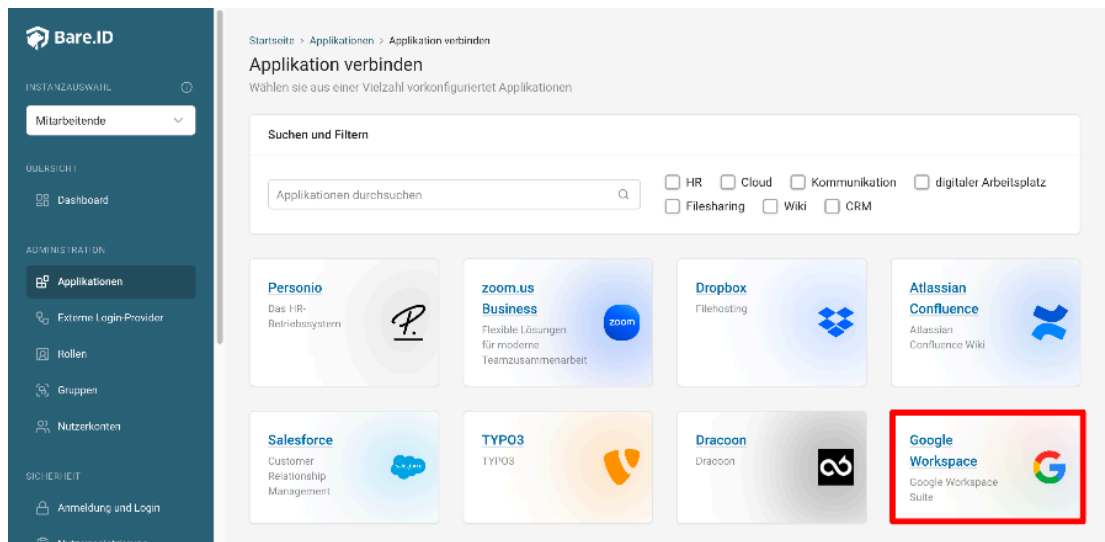 Bare.ID
INSTANZAUSWAHL
Mitarbeitende
ÜBERSICHT
Dashboard
ADMINISTRATION
Applikationen
Externe Login-Provider
Rollen
Gruppen
Nutzerkonten
SICHERHEIT
Anmeldung und Login
Startseite > Applikationen > Applikation verbinden
Applikation verbinden
Wählen sie aus einer Vielzahl vorkonfiguriertet Applikationen
Suchen und Filtern
Applikationen durchsuchen
HR Cloud Kommunikation digitaler Arbeitsplatz
Filesharing Wiki CRM
Personio
Das HR-
Betriebssystem
P.
zoom.us
Business
Flexible Lösungen
für moderne
Teamzusammenarbeit
zoom
Dropbox
Filehosting
Atlassian
Confluence
Atlassian
Confluence Wiki
Salesforce
Customer
Relationship
Management
salesforce
TYPO3
TYPO3
Dracoon
Dracoon
Google
Workspace
Google Workspace
Suite
G